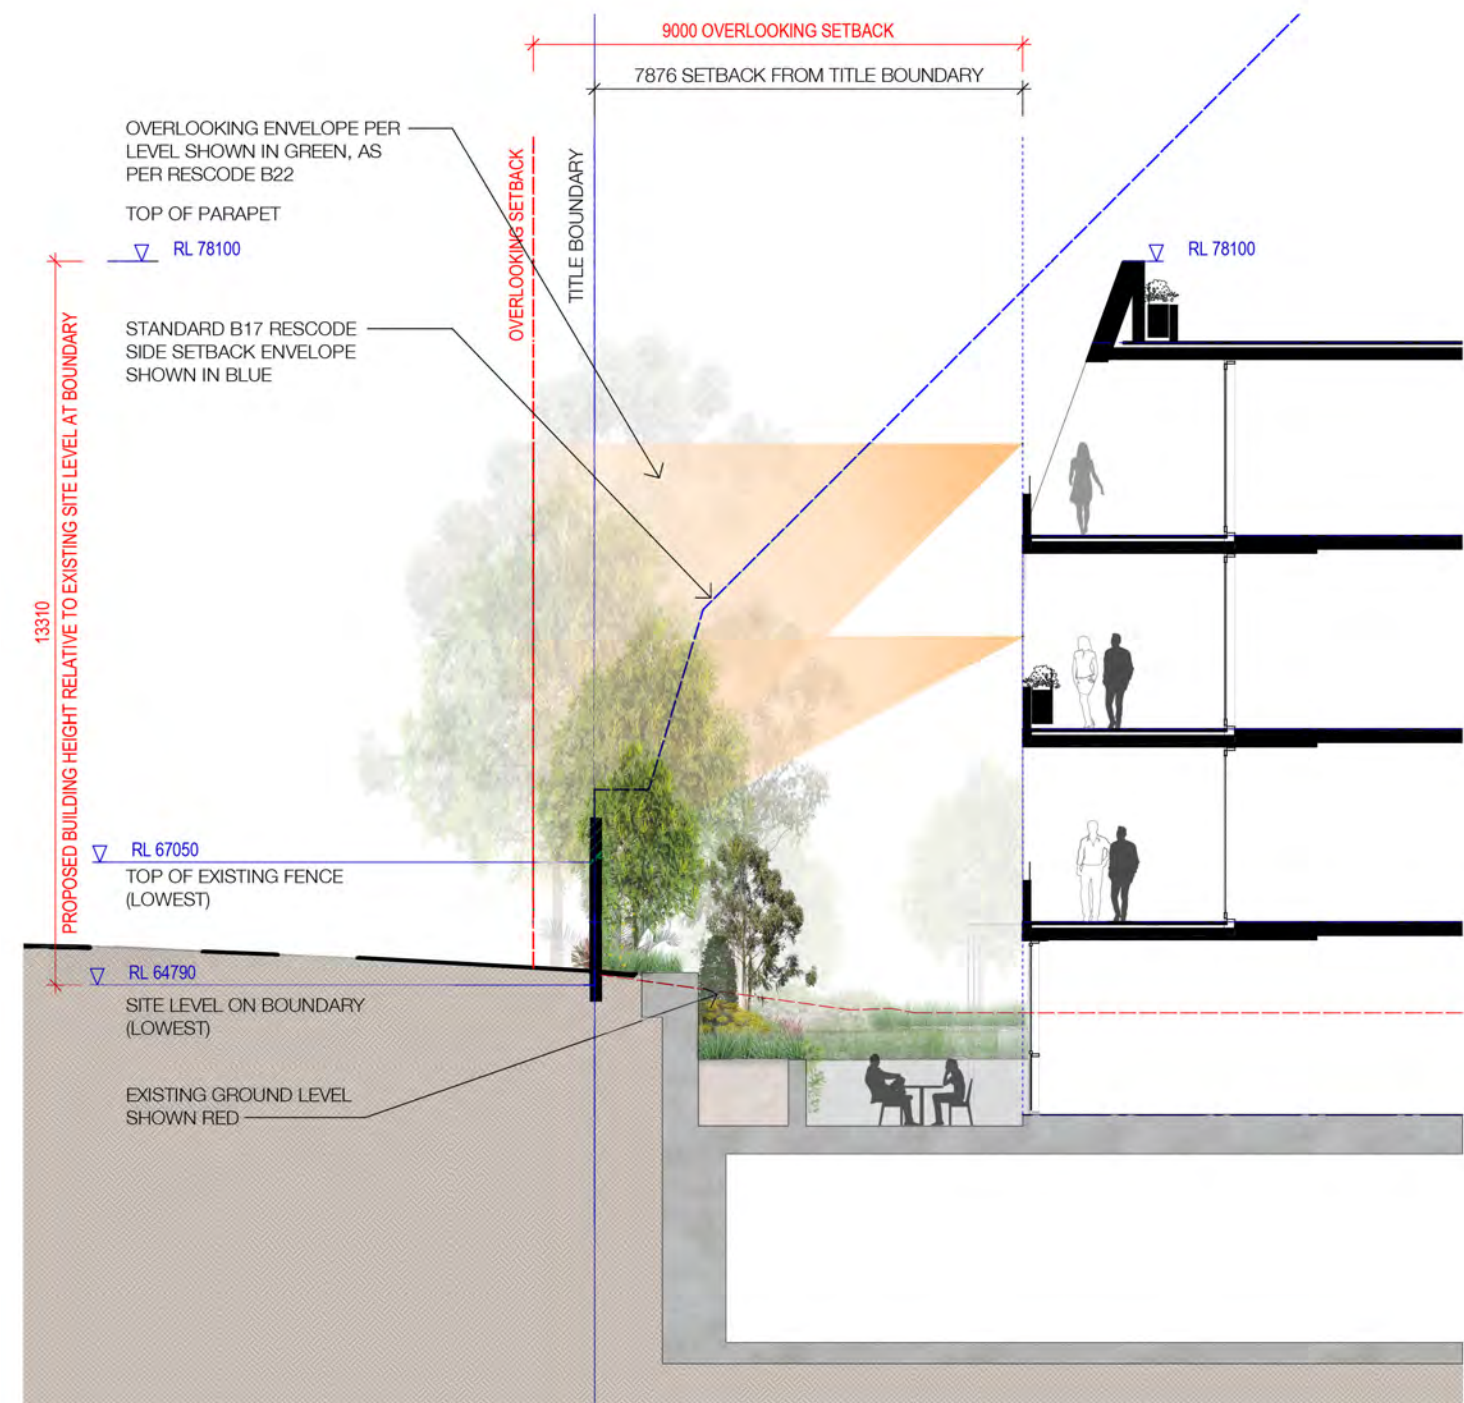 9000 OVERLOOKING SETBACK
7876 SETBACK FROM TITLE BOUNDARY
OVERLOOKING ENVELOPE PER
LEVEL SHOWN IN GREEN, AS
PER RESCODE B22
TOP OF PARAPET
RL 78100
OVERLOOKING SETBACK
TITLE BOUNDARY
RL 78100
STANDARD B17 RESCODE
SIDE SETBACK ENVELOPE
SHOWN IN BLUE
13310
PROPOSED BUILDING HEIGHT RELATIVE TO EXISTING SITE LEVEL AT BOUNDARY
RL 67050
TOP OF EXISTING FENCE
(LOWEST)
RL 64790
SITE LEVEL ON BOUNDARY
(LOWEST)
EXISTING GROUND LEVEL
SHOWN RED